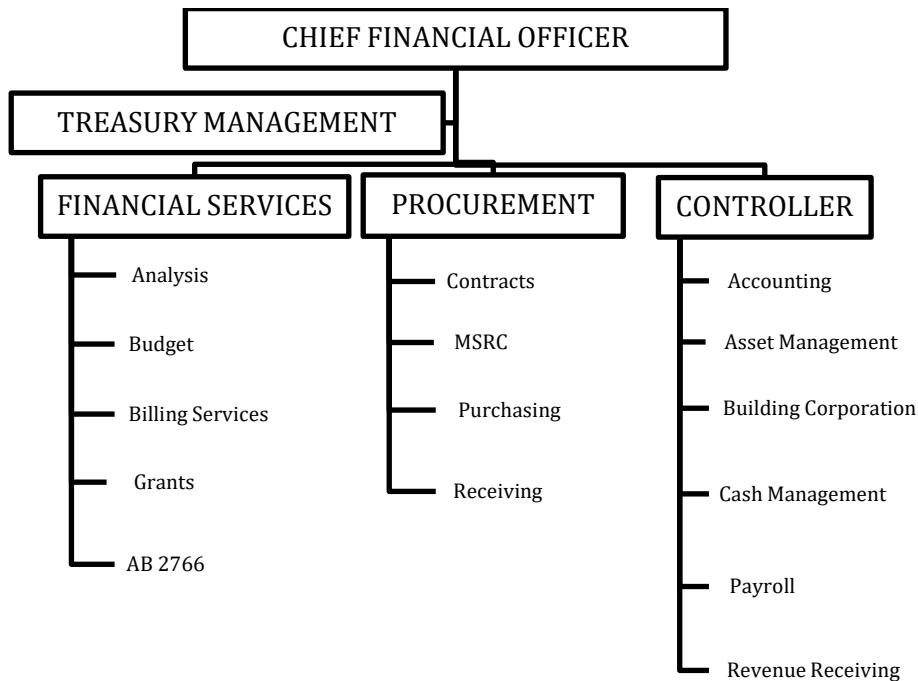 CHIEF FINANCIAL OFFICER
TREASURY MANAGEMENT
FINANCIAL SERVICES
Analysis
Budget
Billing Services
Grants
AB 2766
PROCUREMENT
Contracts
MSRC
Purchasing
Receiving
CONTROLLER
Accounting
Asset Management
Building Corporation
Cash Management
Payroll
Revenue Receiving